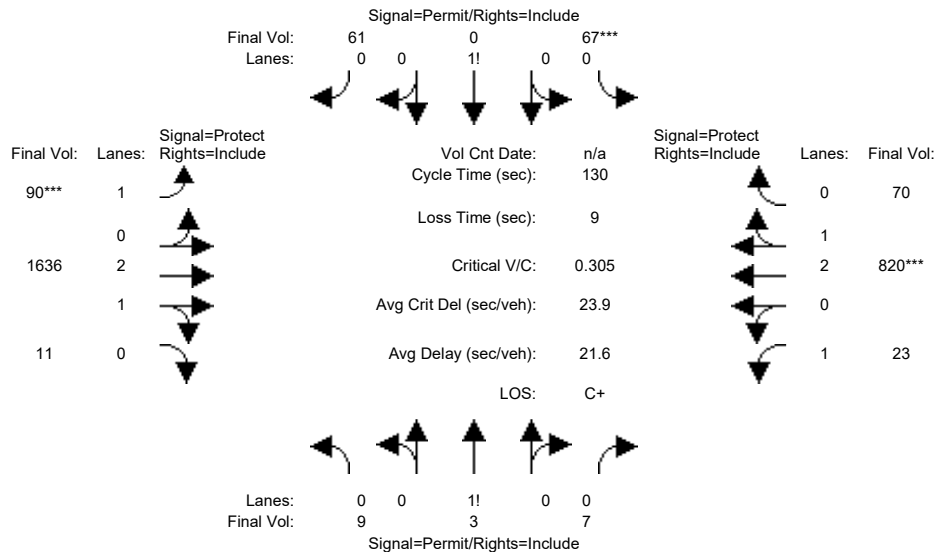 Signal=Permit/Rights=Include
Final Vol: 61 0 67***
Lanes: 0 0 1! 0 0
Signal=Protect Signal=Protect
Final Vol: Lanes: Rights=Include Vol Cnt Date: n/a Rights=Include Lanes: Final Vol:
Cycle Time (sec): 130
90*** 1 0 70
Loss Time (sec): 9
0 1
1636 2 Critical V/C: 0.305 2 820***
1 Avg Crit Del (sec/veh): 23.9 0
11 0 Avg Delay (sec/veh): 21.6 1 23
LOS: C+
Lanes: 0 0 1! 0 0
Final Vol: 9 3 7
Signal=Permit/Rights=Include